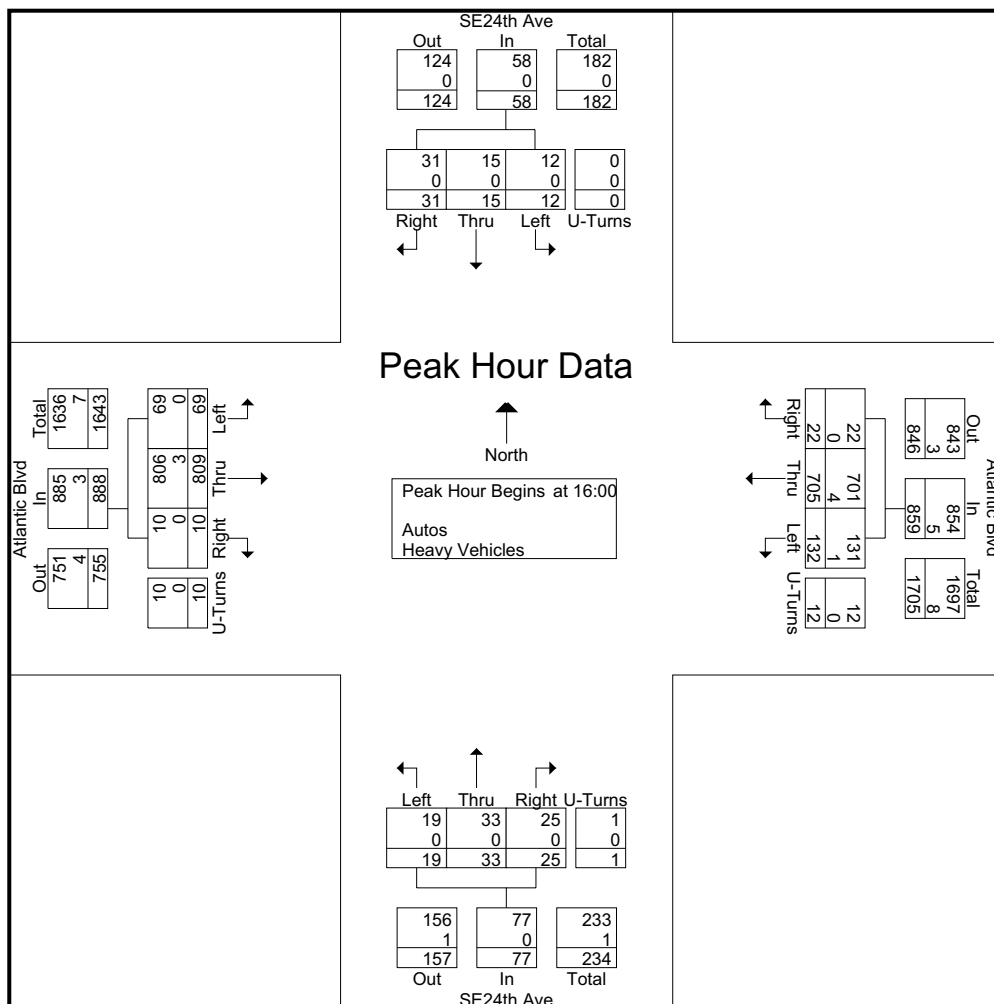 SE24th Ave
Out In Total
124 58 182
0 0 0
124 58 182
31 15 12 0
0 0 0 0
31 15 12 0
Right Thru Left U-Turns
Peak Hour Data
North
Peak Hour Begins at 16:00
Autos
Heavy Vehicles
Atlantic Blvd
Out In Total
751 885 1636
4 3 7
755 888 1643
U-Turns Right Thru Left
10 10 806 69
0 0 3 0
10 10 809 69
Atlantic Blvd
Out In Total
843 854 1697
3 5 8
846 859 1705
22 701 131 12
0 4 1 0
22 705 132 12
Right Thru Left U-Turns
Left Thru Right U-Turns
19 33 25 1
0 0 0 0
19 33 25 1
156 77 233
1 0 1
157 77 234
Out In Total
SE24th Ave